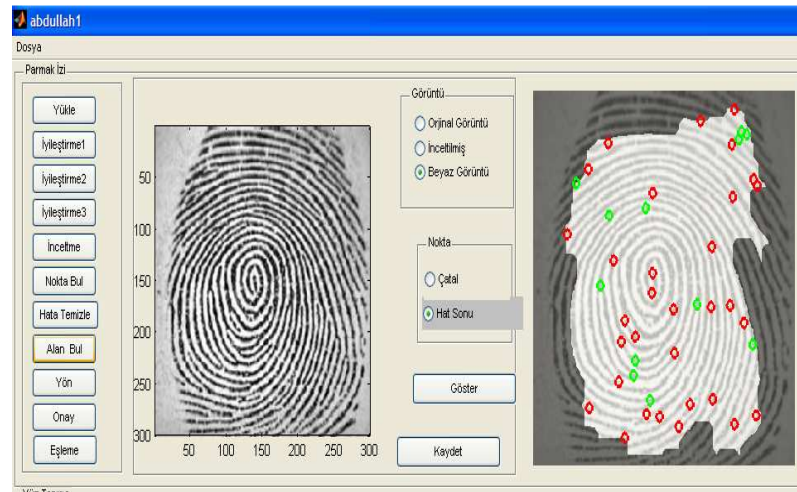 abdullah1
Dosya
Parmak İzi
Yükle
İyileştirme1
İyileştirme2
İyileştirme3
İnceltme
Nokta Bul
Hata Temizle
Alan Bul
Yön
Onay
Eşleme
50
100
150
200
250
300
50 100 150 200 250 300
Görüntü
Orjinal Görüntü
İnceltilmiş
Beyaz Görüntü
Nokta
Çatal
Hat Sonu
Göster
Kaydet